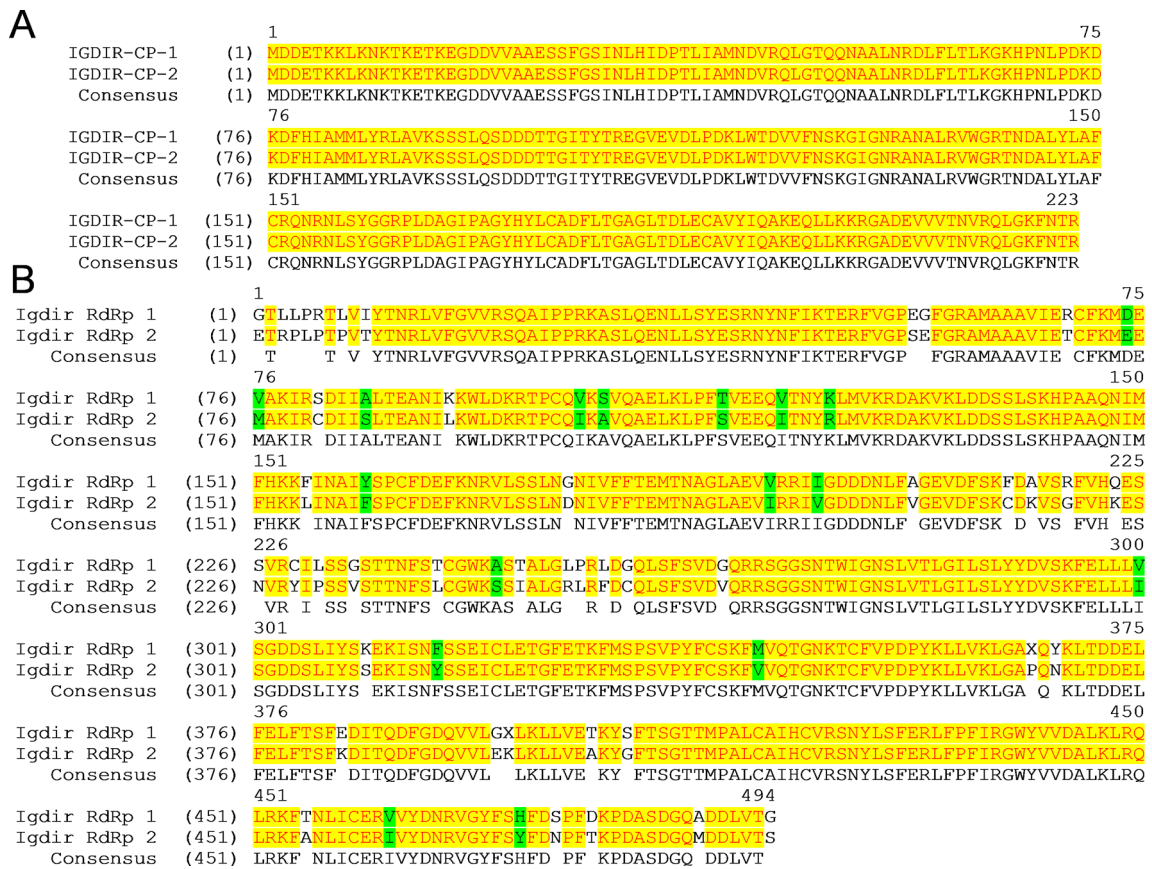 A
1 75
IGDIR-CP-1 (1) MDDETKKLKNKTKETKEGDDVVAAESSFGSINLHIDPTLIAMNDVRQLGTQQNAALNRDLFLTLKGKHPNLPDKD
IGDIR-CP-2 (1) MDDETKKLKNKTKETKEGDDVVAAESSFGSINLHIDPTLIAMNDVRQLGTQQNAALNRDLFLTLKGKHPNLPDKD
Consensus (1) MDDETKKLKNKTKETKEGDDVVAAESSFGSINLHIDPTLIAMNDVRQLGTQQNAALNRDLFLTLKGKHPNLPDKD
76 150
IGDIR-CP-1 (76) KDFHIAMMLYRLAVKSSSLQSDDDTTGITYTREGVEVDLPDKLWTDVVFNSKGIGNRANALRVWGRTNDALYLAF
IGDIR-CP-2 (76) KDFHIAMMLYRLAVKSSSLQSDDDTTGITYTREGVEVDLPDKLWTDVVFNSKGIGNRANALRVWGRTNDALYLAF
Consensus (76) KDFHIAMMLYRLAVKSSSLQSDDDTTGITYTREGVEVDLPDKLWTDVVFNSKGIGNRANALRVWGRTNDALYLAF
151 223
IGDIR-CP-1 (151) CRQNRNLSYGGRPLDAGIPAGYHYLCADFLTGAGLTDLECAVYIQAKEQLLKKRGADEVVVTNVRQLGKFNTR
IGDIR-CP-2 (151) CRQNRNLSYGGRPLDAGIPAGYHYLCADFLTGAGLTDLECAVYIQAKEQLLKKRGADEVVVTNVRQLGKFNTR
Consensus (151) CRQNRNLSYGGRPLDAGIPAGYHYLCADFLTGAGLTDLECAVYIQAKEQLLKKRGADEVVVTNVRQLGKFNTR
B
1 75
Igdir RdRp 1 (1) GTLLPRTLVIYTNRLVFGVVRSQAIPPRKASLQENLLSYESRNYNFIKTERFVGPEGFGRAMAAAVIERCFKMDE
Igdir RdRp 2 (1) ETRPLPTPVTYTNRLVFGVVRSQAIPPRKASLQENLLSYESRNYNFIKTERFVGPSEFGRAMAAAVIETCFKMEE
Consensus (1) T T V YTNRLVFGVVRSQAIPPRKASLQENLLSYESRNYNFIKTERFVGP FGRAMAAAVIE CFKMDE
76 150
Igdir RdRp 1 (76) VAKIRSDIIALTEANIKKWLDKRTPCQVKSVQAELKLPFTVEEQVTNYKLMVKRDAKVKLDDSSLSKHPAAQNIM
Igdir RdRp 2 (76) MAKIRCDIISLTEANILKWLDKRTPCQIKAVQAELKLPFSVEEQITNYRLMVKRDAKVKLDDSSLSKHPAAQNIM
Consensus (76) MAKIR DIIALTEANI KWLDKRTPCQIKAVQAELKLPFSVEEQITNYKLMVKRDAKVKLDDSSLSKHPAAQNIM
151 225
Igdir RdRp 1 (151) FHKKFINAIYSPCFDEFKNRVLSSLNGNIVFFTEMTNAGLAEVVRRIIGDDDNLFAGEVDFSKFDAVSRFVHQES
Igdir RdRp 2 (151) FHKKLINAIFSPCFDEFKNRVLSSLNDNIVFFTEMTNAGLAEVIRRIVGDDDNLFVGEVDFSKCDKVSGFVHKES
Consensus (151) FHKK INAIFSPCFDEFKNRVLSSLN NIVFFTEMTNAGLAEVIRRIIGDDDNLF GEVDFSK D VS FVH ES
226 300
Igdir RdRp 1 (226) SVRCILSSGSTTNFSTCGWKASTALGLPRLDGQLSFSVDGQRRSGGSNTWIGNSLVTLGILSLYYDVSKFELLLV
Igdir RdRp 2 (226) NVRYIPSSVSTTNFSLCGWKSSIALGRLRFDCQLSFSVDVQRRSGGSNTWIGNSLVTLGILSLYYDVSKFELLLI
Consensus (226) VR I SS STTNFS CGWKAS ALG R D QLSFSVD QRRSGGSNTWIGNSLVTLGILSLYYDVSKFELLLI
301 375
Igdir RdRp 1 (301) SGDDSLIYSKEKISNFSSEICLETGFETKFMSPSVPYFCSKFMVQTGNKTCFVPDPYKLLVKLGAXQYKLTDDEL
Igdir RdRp 2 (301) SGDDSLIYSSEKISNYSSEICLETGFETKFMSPSVPYFCSKFVVQTGNKTCFVPDPYKLLVKLGAPQNKLTDDEL
Consensus (301) SGDDSLIYS EKISNFSSEICLETGFETKFMSPSVPYFCSKFMVQTGNKTCFVPDPYKLLVKLGA Q KLTDDEL
376 450
Igdir RdRp 1 (376) FELFTSFEDITQDFGDQVVLGXLKLLVETKYSFTSGTTMPALCAIHCVRSNYLSFERLFPFIRGWYVVDALKLRQ
Igdir RdRp 2 (376) FELFTSFKDITQDFGDQVVLEKLKLLVEAKYGFTSGTTMPALCAIHCVRSNYLSFERLFPFIRGWYVVDALKLRQ
Consensus (376) FELFTSF DITQDFGDQVVL LKLLVE KY FTSGTTMPALCAIHCVRSNYLSFERLFPFIRGWYVVDALKLRQ
451 494
Igdir RdRp 1 (451) LRKFTNLICERVVYDNRVGYFSHFDSPFDKPDASDGQADDLVTG
Igdir RdRp 2 (451) LRKFANLICERIVYDNRVGYFSYFDNPFTKPDASDGQMDDLVTS
Consensus (451) LRKF NLICERIVYDNRVGYFSHFD PF KPDASDGQ DDLVT